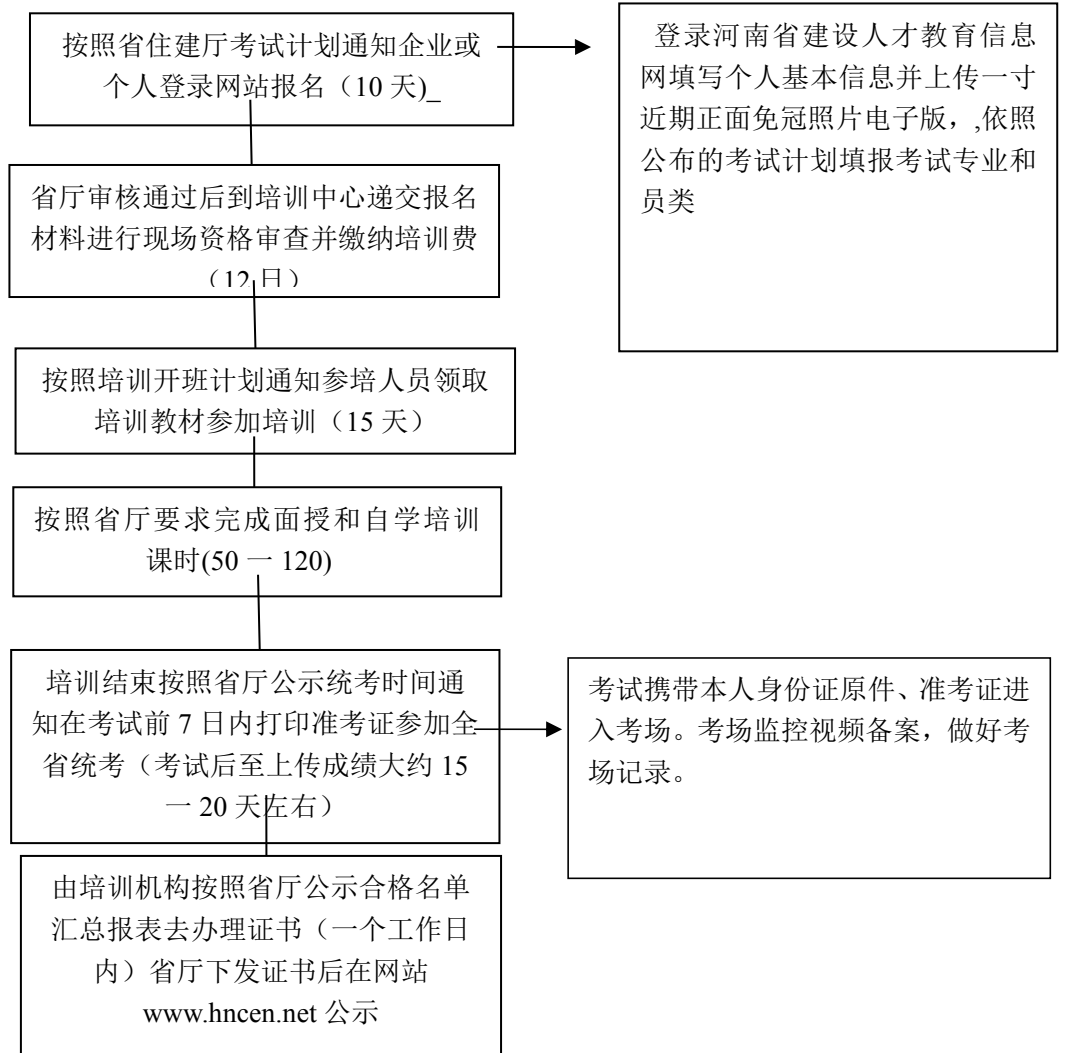 按照省住建厅考试计划通知企业或
个人登录网站报名（10 天)_
登录河南省建设人才教育信息
网填写个人基本信息并上传一寸
近期正面免冠照片电子版，,依照
公布的考试计划填报考试专业和
员类
省厅审核通过后到培训中心递交报名
材料进行现场资格审查并缴纳培训费
（12 日）
按照培训开班计划通知参培人员领取
培训教材参加培训（15 天）
按照省厅要求完成面授和自学培训
课时(50 一 120)
培训结束按照省厅公示统考时间通
知在考试前 7 日内打印准考证参加全
省统考（考试后至上传成绩大约 15
一 20 天左右）
考试携带本人身份证原件、准考证进
入考场。考场监控视频备案，做好考
场记录。
由培训机构按照省厅公示合格名单
汇总报表去办理证书（一个工作日
内）省厅下发证书后在网站
www.hncen.net 公示